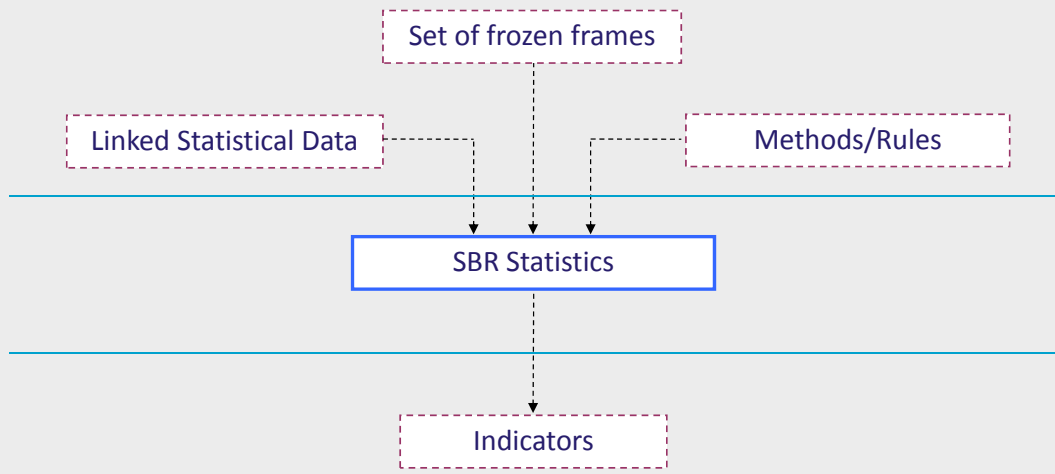 Set of frozen frames
Linked Statistical Data
Methods/Rules
SBR Statistics
Indicators